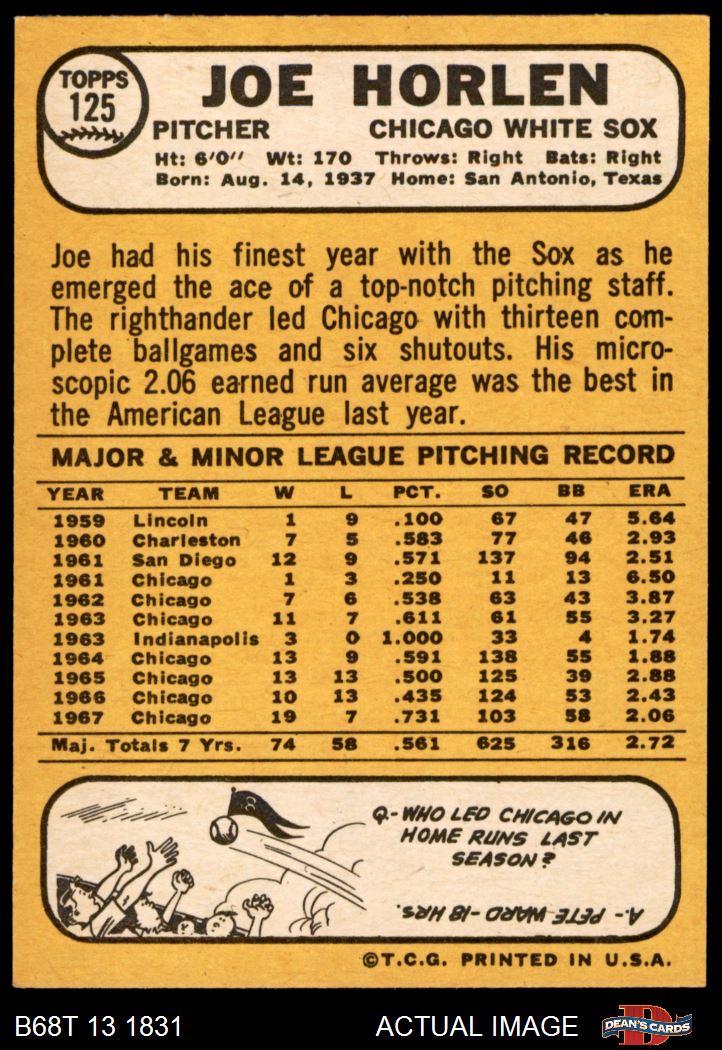 TOPPS
125
JOE HORLEN
PITCHER CHICAGO WHITE SOX
Ht: 6'0'' Wt: 170 Throws: Right Bats: Right
Born: Aug. 14, 1937 Home: San Antonio, Texas
Joe had his finest year with the Sox as he
emerged the ace of a top-notch pitching staff.
The righthander led Chicago with thirteen com-
plete ballgames and six shutouts. His micro-
scopic 2.06 earned run average was the best in
the American League last year.
MAJOR & MINOR LEAGUE PITCHING RECORD
YEAR TEAM W L PCT. SO BB ERA
1959 Lincoln 1 9 .100 67 47 5.64
1960 Charleston 7 5 .583 77 46 2.93
1961 San Diego 12 9 .571 137 94 2.51
1961 Chicago 1 3 .250 11 13 6.50
1962 Chicago 7 6 .538 63 43 3.87
1963 Chicago 11 7 .611 61 55 3.27
1963 Indianapolis 3 0 1.000 33 4 1.74
1964 Chicago 13 9 .591 138 55 1.88
1965 Chicago 13 13 .500 125 39 2.88
1966 Chicago 10 13 .435 124 53 2.43
1967 Chicago 19 7 .731 103 58 2.06
Maj. Totals 7 Yrs. 74 58 .561 625 316 2.72
8
Q.-WHO LED CHICAGO IN
HOME RUNS LAST
SEASON?
A.- PETE WARD-18 HRS.
©T.C.G. PRINTED IN U.S.A.
B68T 13 1831 ACTUAL IMAGE
D
DEAN'S CARDS